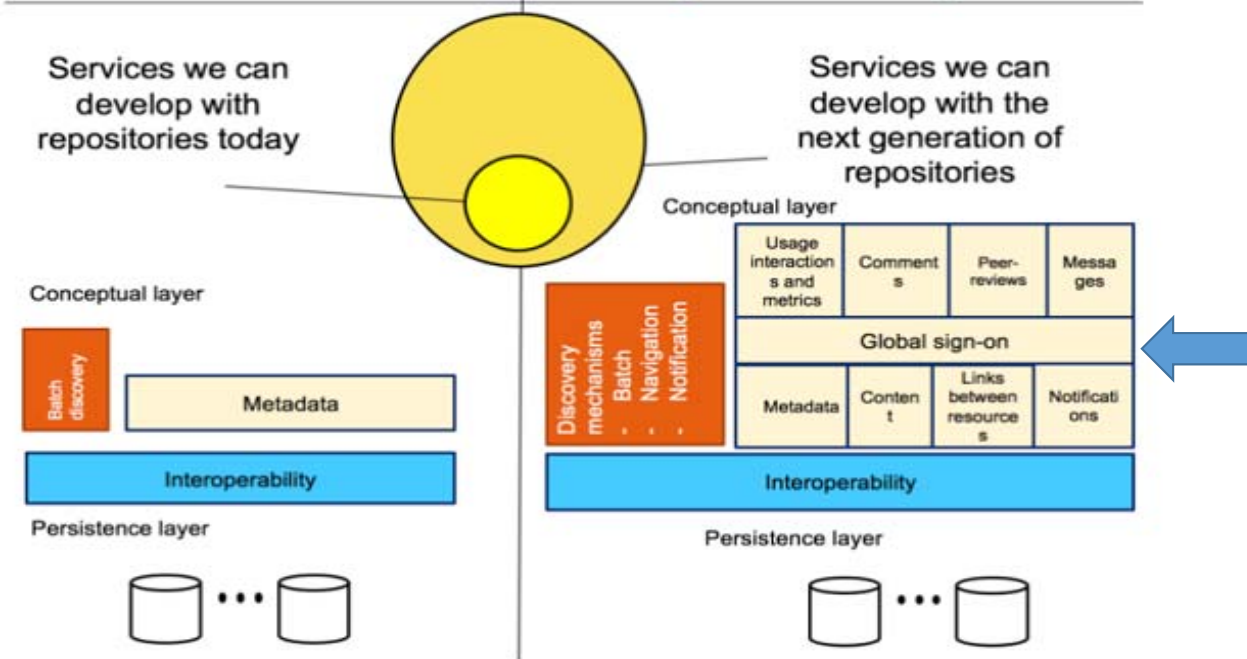 Services we can
develop with
repositories today
Services we can
develop with the
next generation of
repositories
Conceptual layer
Batch
discovery
Metadata
Interoperability
Persistence layer
Conceptual layer
Discovery
mechanisms
- Batch
- Navigation
- Notification
Usage
interaction
s and
metrics
Comment
s
Peer-
reviews
Messa
ges
Global sign-on
Metadata
Conten
t
Links
between
resource
s
Notificati
ons
Interoperability
Persistence layer